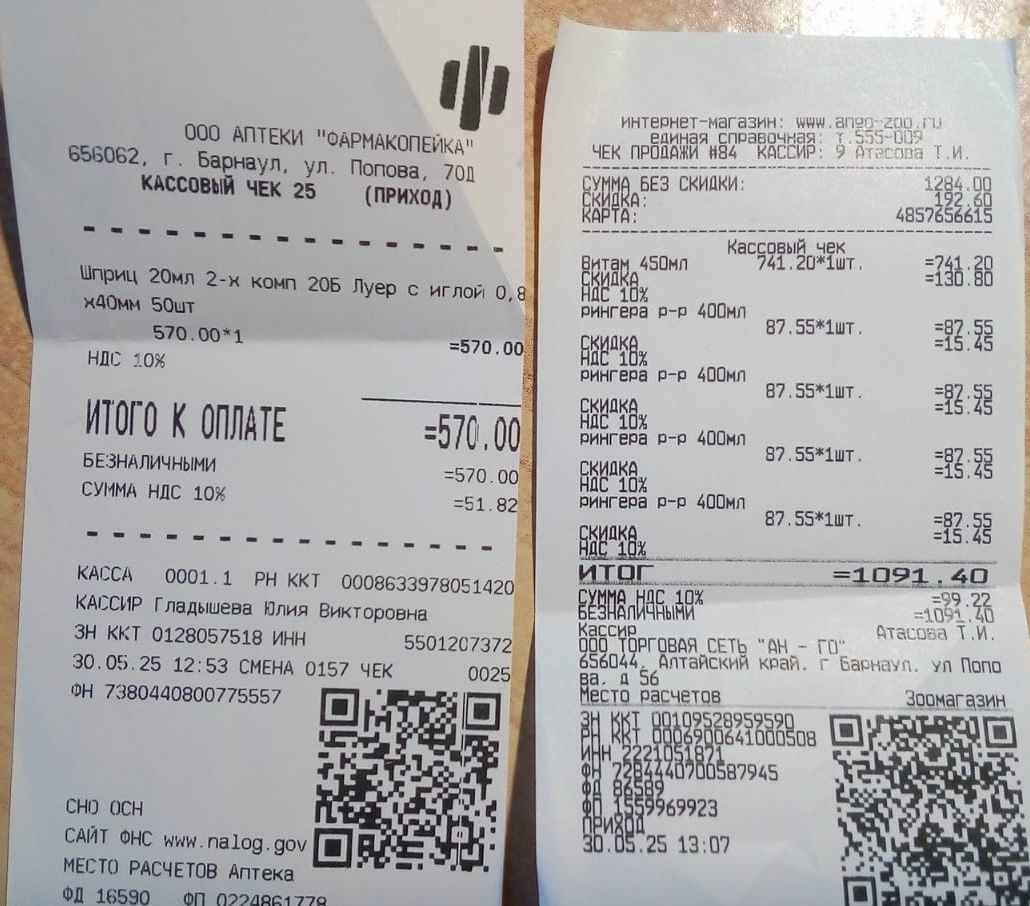 ООО АПТЕКИ "ФАРМАКОПЕЙКА"
656062, г. Барнаул, ул. Попова, 70Д
КАССОВЫЙ ЧЕК 25 (ПРИХОД)
Шприц 20мл 2-х комп 20Б Луер с иглой 0,8
х40мм 50шт
570.00*1
=570.00
НДС 10%
ИТОГО К ОПЛАТЕ =570.00
БЕЗНАЛИЧНЫМИ =570.00
СУММА НДС 10% =51.82
КАССА 0001.1 РН ККТ 0008633978051420
КАССИР Гладышева Юлия Викторовна
ЗН ККТ 0128057518 ИНН 5501207372
30.05.25 12:53 СМЕНА 0157 ЧЕК 0025
ФН 7380440800775557
СНО ОСН
САЙТ ФНС www.nalog.gov
МЕСТО РАСЧЕТОВ Аптека
ФД 16590 ФП 0224861778
интернет-магазин: www.ango-zoo.ru
единая справочная: т.555-009
ЧЕК ПРОДАЖИ №84 КАССИР: 9 Атасова Т.И.
СУММА БЕЗ СКИДКИ: 1284.00
СКИДКА: 192.60
КАРТА: 4857656615
Кассовый чек
Витам 450мл 741.20*1шт. =741.20
СКИДКА =130.80
НДС 10%
рингера р-р 400мл
87.55*1шт. =87.55
СКИДКА =15.45
НДС 10%
рингера р-р 400мл
87.55*1шт. =87.55
СКИДКА =15.45
НДС 10%
рингера р-р 400мл
87.55*1шт. =87.55
СКИДКА =15.45
НДС 10%
рингера р-р 400мл
87.55*1шт. =87.55
СКИДКА =15.45
НДС 10%
ИТОГ =1091.40
СУММА НДС 10% =99.22
БЕЗНАЛИЧНЫМИ =1091.40
Кассир Атасова Т.И.
ООО ТОРГОВАЯ СЕТЬ "АН - ГО"
656044, Алтайский край, г Барнаул, ул Попо
ва, д 56
Место расчетов Зоомагазин
ЗН ККТ 00109528959590
РН ККТ 0006900641000508
ИНН 2221051871
ФН 7284440700587945
ФД 86589
ФП 1559969923
ПРИХОД
30.05.25 13:07